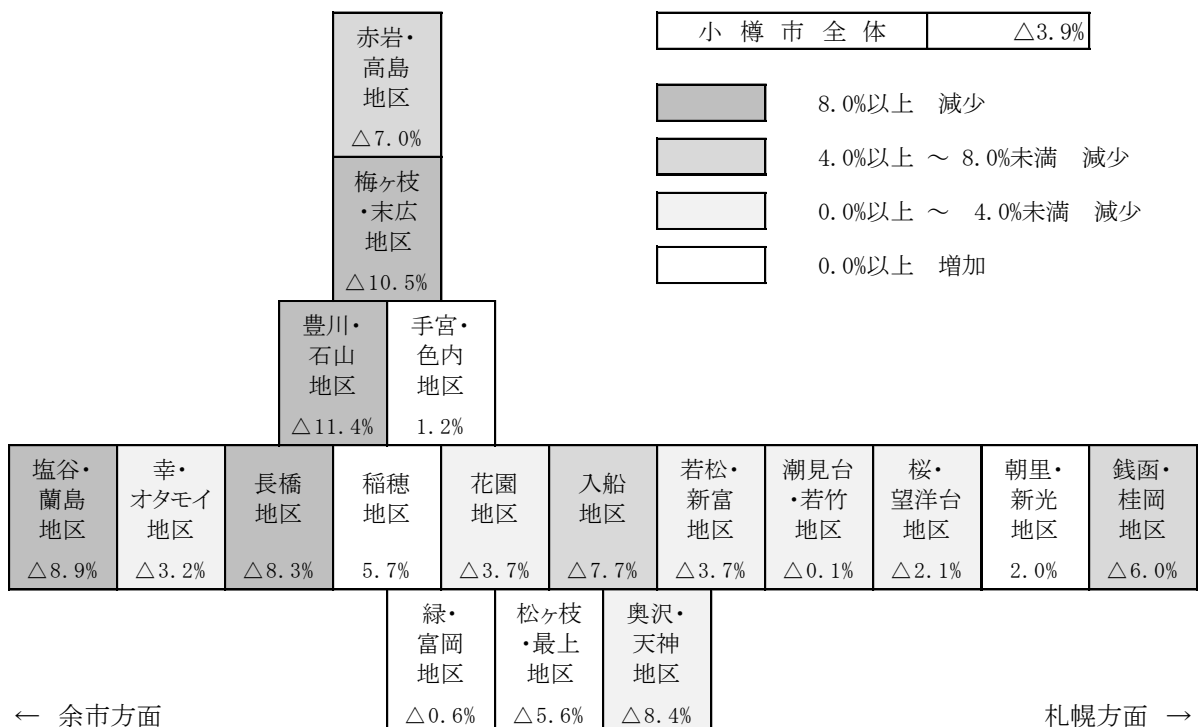 小樽市全体 △3.9%
8.0%以上 減少
4.0%以上 ～ 8.0%未満 減少
0.0%以上 ～ 4.0%未満 減少
0.0%以上 増加
赤岩・
高島
地区
△7.0%
梅ヶ枝
・末広
地区
△10.5%
豊川・
石山
地区
△11.4%
手宮・
色内
地区
1.2%
塩谷・
蘭島
地区
△8.9%
幸・
オタモイ
地区
△3.2%
長橋
地区
△8.3%
稲穂
地区
5.7%
花園
地区
△3.7%
入船
地区
△7.7%
若松・
新富
地区
△3.7%
潮見台
・若竹
地区
△0.1%
桜・
望洋台
地区
△2.1%
朝里・
新光
地区
2.0%
銭函・
桂岡
地区
△6.0%
緑・
富岡
地区
△0.6%
松ヶ枝
・最上
地区
△5.6%
奥沢・
天神
地区
△8.4%
← 余市方面
札幌方面 →